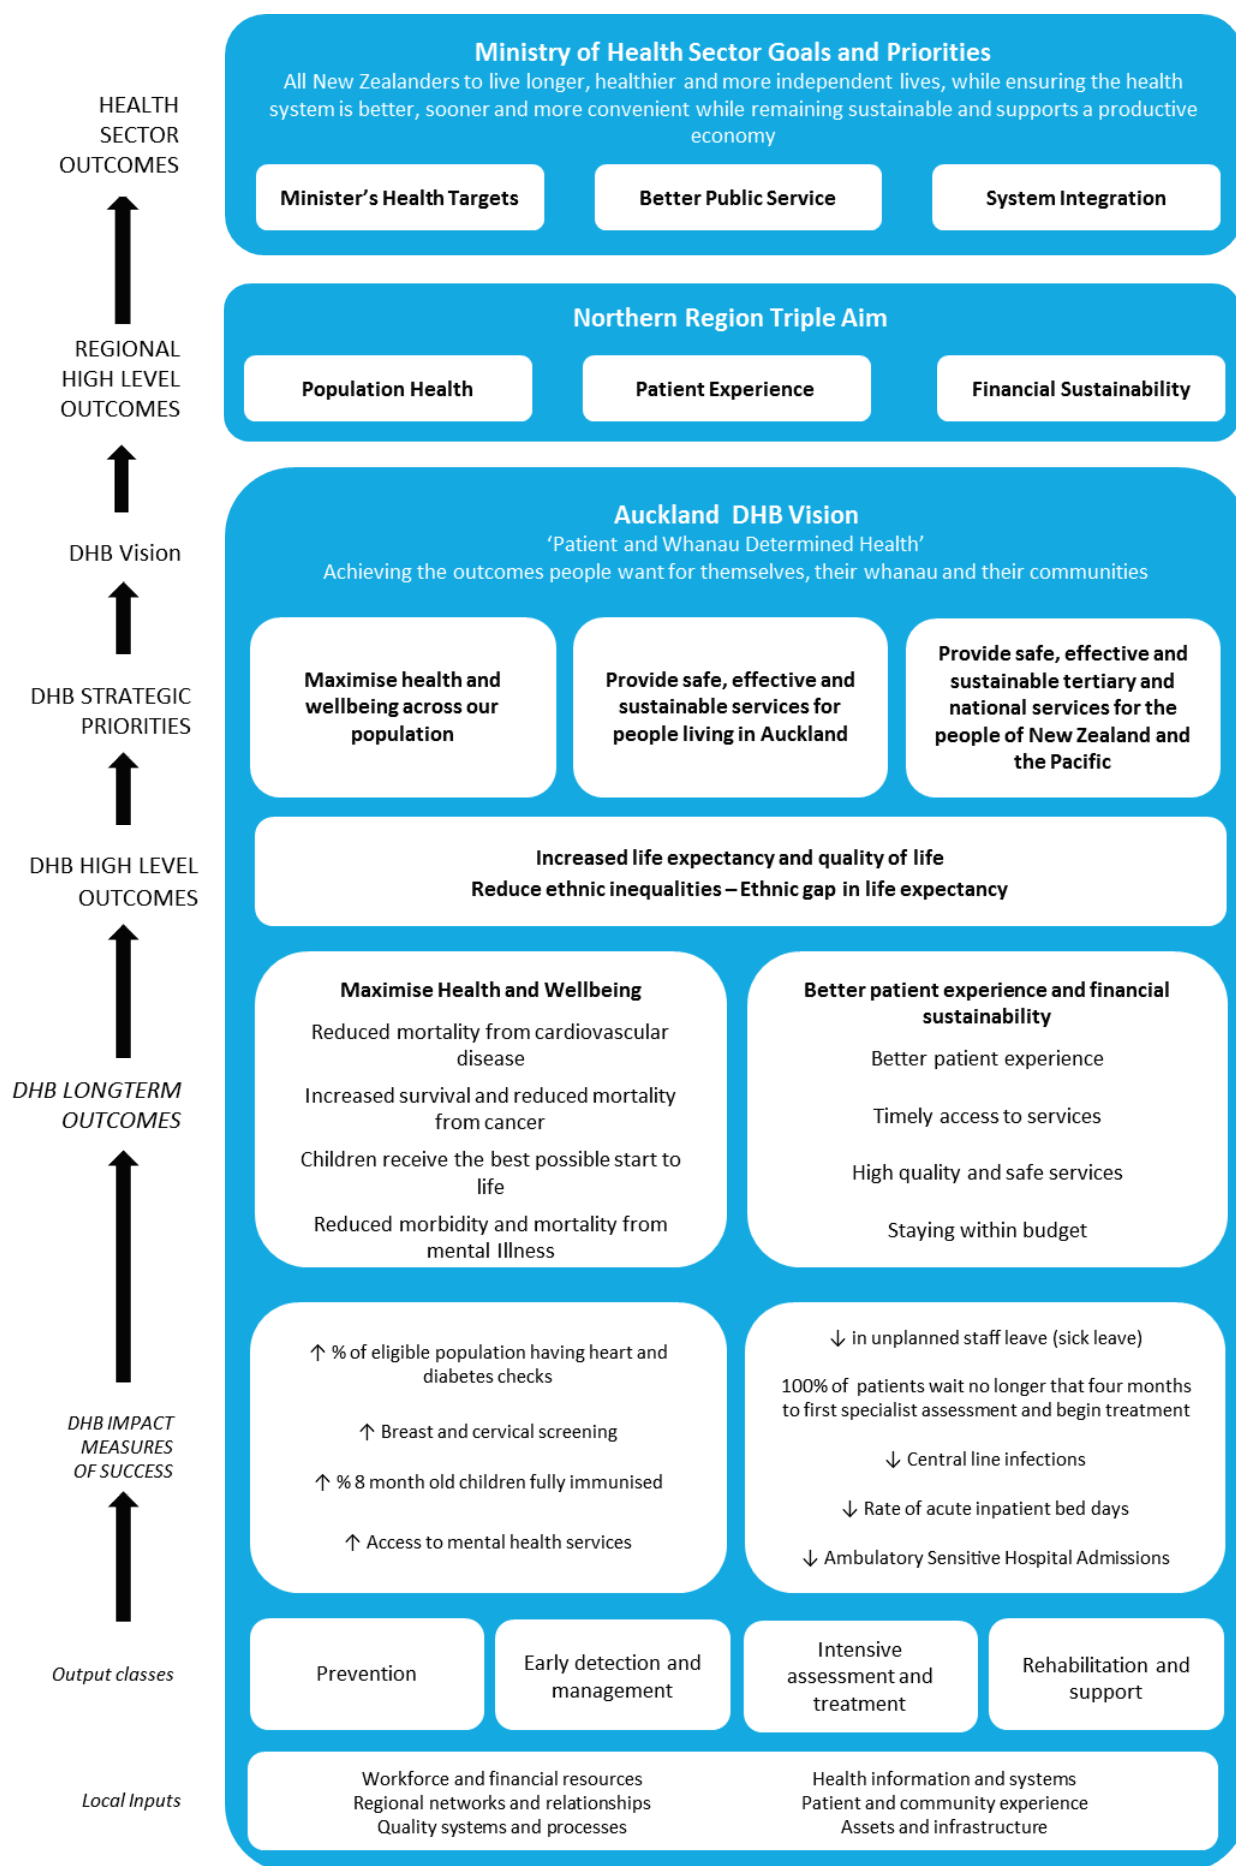 Ministry of Health Sector Goals and Priorities
All New Zealanders to live longer, healthier and more independent lives, while ensuring the health
system is better, sooner and more convenient while remaining sustainable and supports a productive
economy
HEALTH
SECTOR
OUTCOMES
Minister’s Health Targets
Better Public Service
System Integration
Northern Region Triple Aim
REGIONAL
HIGH LEVEL
OUTCOMES
Population Health
Patient Experience
Financial Sustainability
Auckland DHB Vision
‘Patient and Whanau Determined Health’
Achieving the outcomes people want for themselves, their whanau and their communities
DHB Vision
DHB STRATEGIC
PRIORITIES
Maximise health and
wellbeing across our
population
Provide safe, effective and
sustainable services for
people living in Auckland
Provide safe, effective and
sustainable tertiary and
national services for the
people of New Zealand and
the Pacific
DHB HIGH LEVEL
OUTCOMES
Increased life expectancy and quality of life
Reduce ethnic inequalities – Ethnic gap in life expectancy
DHB LONGTERM
OUTCOMES
Maximise Health and Wellbeing
Reduced mortality from cardiovascular
disease
Increased survival and reduced mortality
from cancer
Children receive the best possible start to
life
Reduced morbidity and mortality from
mental Illness
Better patient experience and financial
sustainability
Better patient experience
Timely access to services
High quality and safe services
Staying within budget
DHB IMPACT
MEASURES
OF SUCCESS
↑ % of eligible population having heart and
diabetes checks
↑ Breast and cervical screening
↑ % 8 month old children fully immunised
↑ Access to mental health services
↓ in unplanned staff leave (sick leave)
100% of patients wait no longer that four months
to first specialist assessment and begin treatment
↓ Central line infections
↓ Rate of acute inpatient bed days
↓ Ambulatory Sensitive Hospital Admissions
Output classes
Prevention
Early detection and
management
Intensive
assessment and
treatment
Rehabilitation and
support
Local Inputs
Workforce and financial resources
Regional networks and relationships
Quality systems and processes
Health information and systems
Patient and community experience
Assets and infrastructure